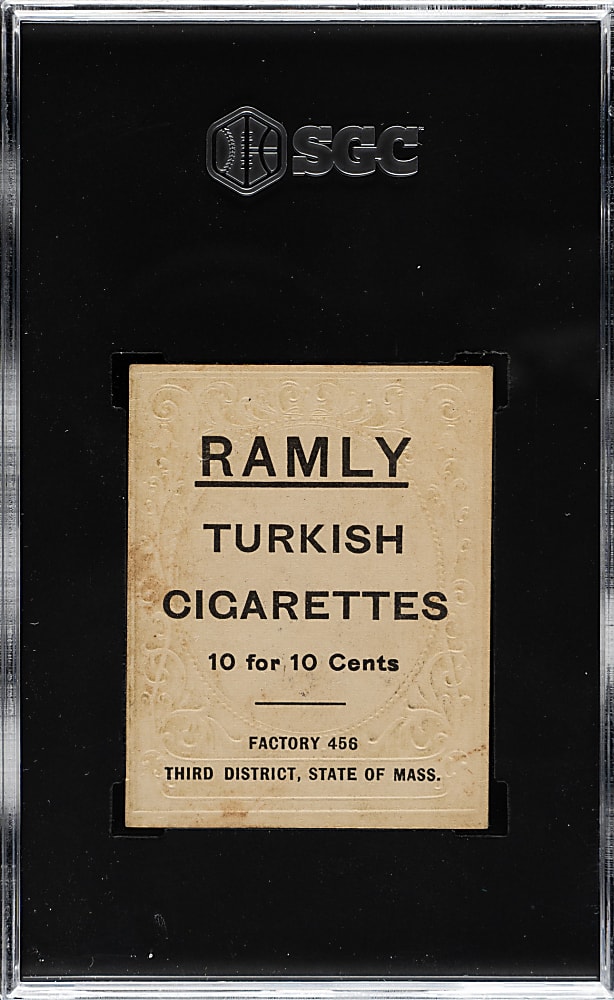 SGC
RAMLY
TURKISH
CIGARETTES
10 for 10 Cents
FACTORY 456
THIRD DISTRICT, STATE OF MASS.